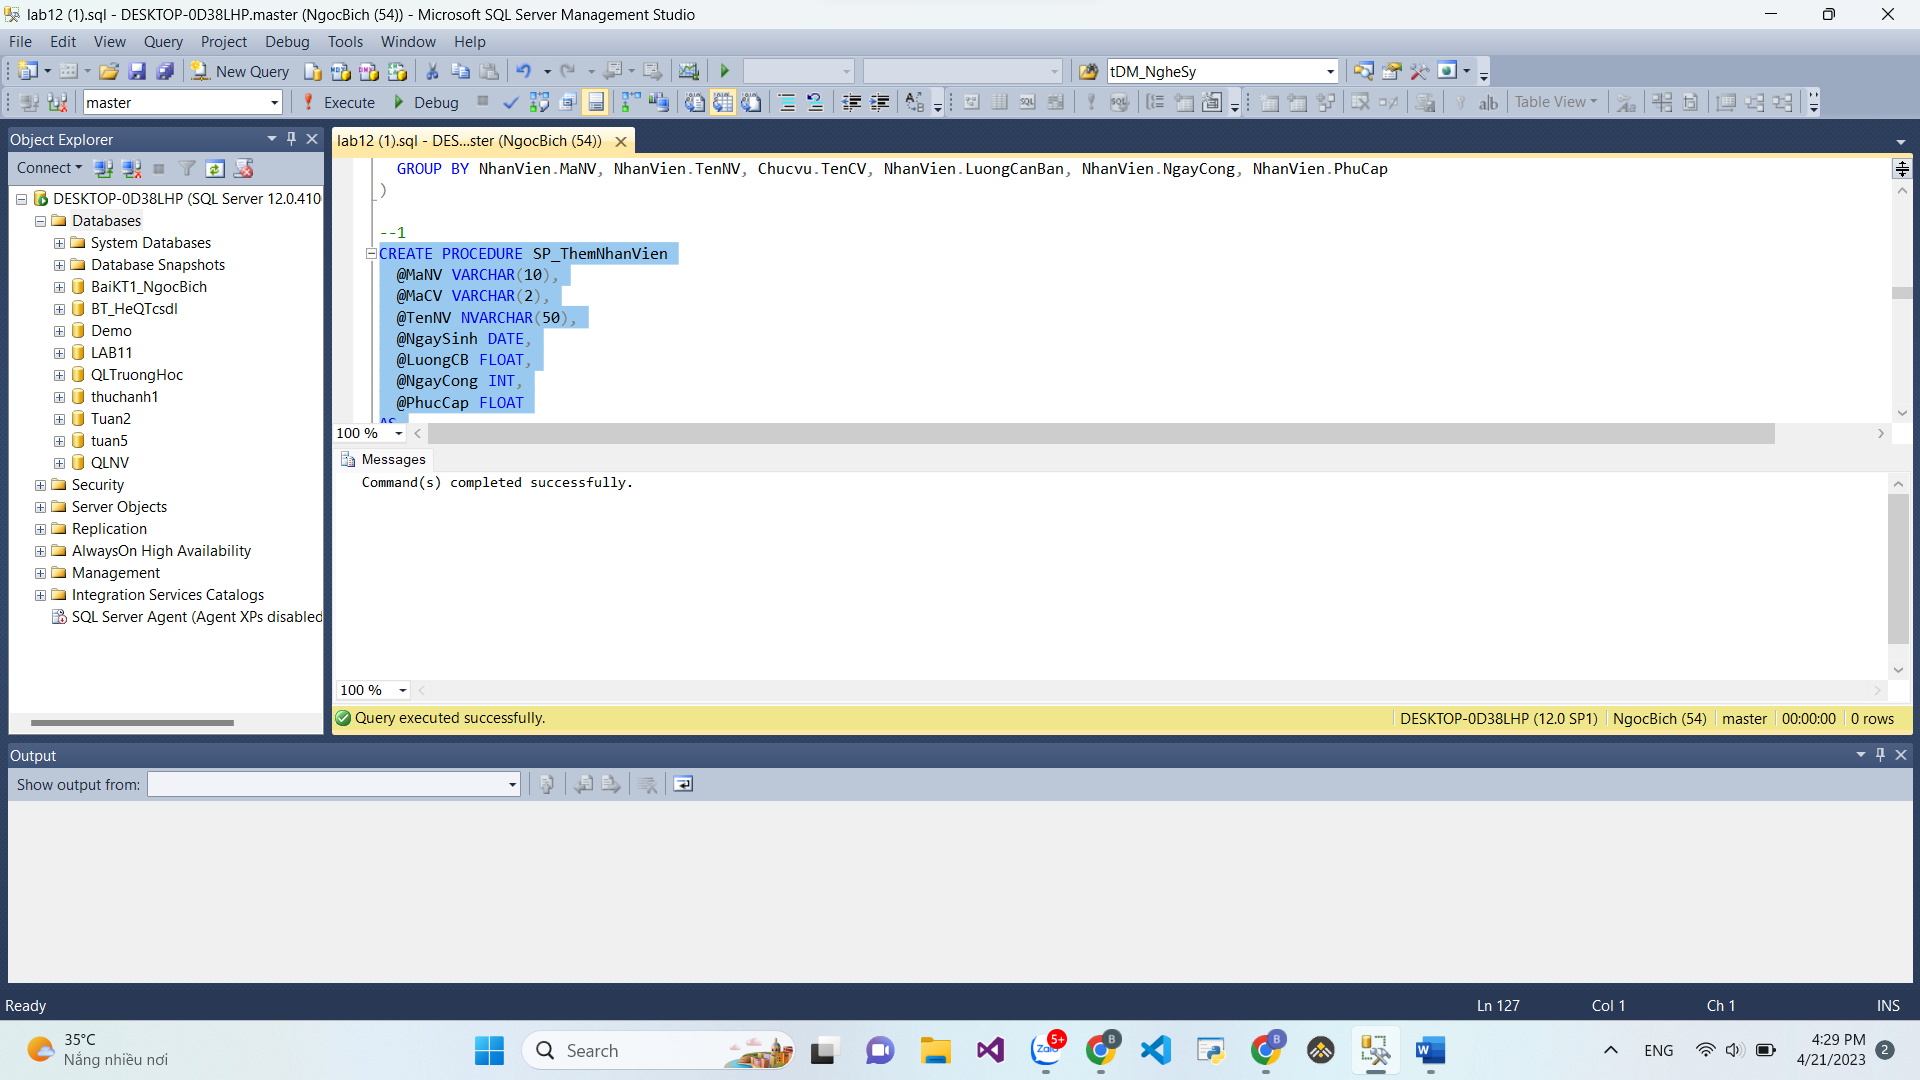 lab12 (1).sql - DESKTOP-0D38LHP.master (NgocBich (54)) - Microsoft SQL Server Management Studio
File Edit View Query Project Debug Tools Window Help
New Query tDM_NgheSy
master Execute Debug Table View
Object Explorer
Connect
DESKTOP-0D38LHP (SQL Server 12.0.410
Databases
System Databases
Database Snapshots
BaiKT1_NgocBich
BT_HeQTcsdl
Demo
LAB11
QLTruongHoc
thuchanh1
Tuan2
tuan5
QLNV
Security
Server Objects
Replication
AlwaysOn High Availability
Management
Integration Services Catalogs
SQL Server Agent (Agent XPs disabled
lab12 (1).sql - DES...ster (NgocBich (54))
GROUP BY NhanVien.MaNV, NhanVien.TenNV, Chucvu.TenCV, NhanVien.LuongCanBan, NhanVien.NgayCong, NhanVien.PhuCap
)
--1
CREATE PROCEDURE SP_ThemNhanVien
@MaNV VARCHAR(10),
@MaCV VARCHAR(2),
@TenNV NVARCHAR(50),
@NgaySinh DATE,
@LuongCB FLOAT,
@NgayCong INT,
@PhucCap FLOAT
AS
100 %
Messages
Command(s) completed successfully.
100 %
Query executed successfully. DESKTOP-0D38LHP (12.0 SP1) NgocBich (54) master 00:00:00 0 rows
Output
Show output from:
Ready Ln 127 Col 1 Ch 1 INS
35°C
Nắng nhiều nơi
Search
5+
Zalo
B
B
ENG
4:29 PM
4/21/2023
2